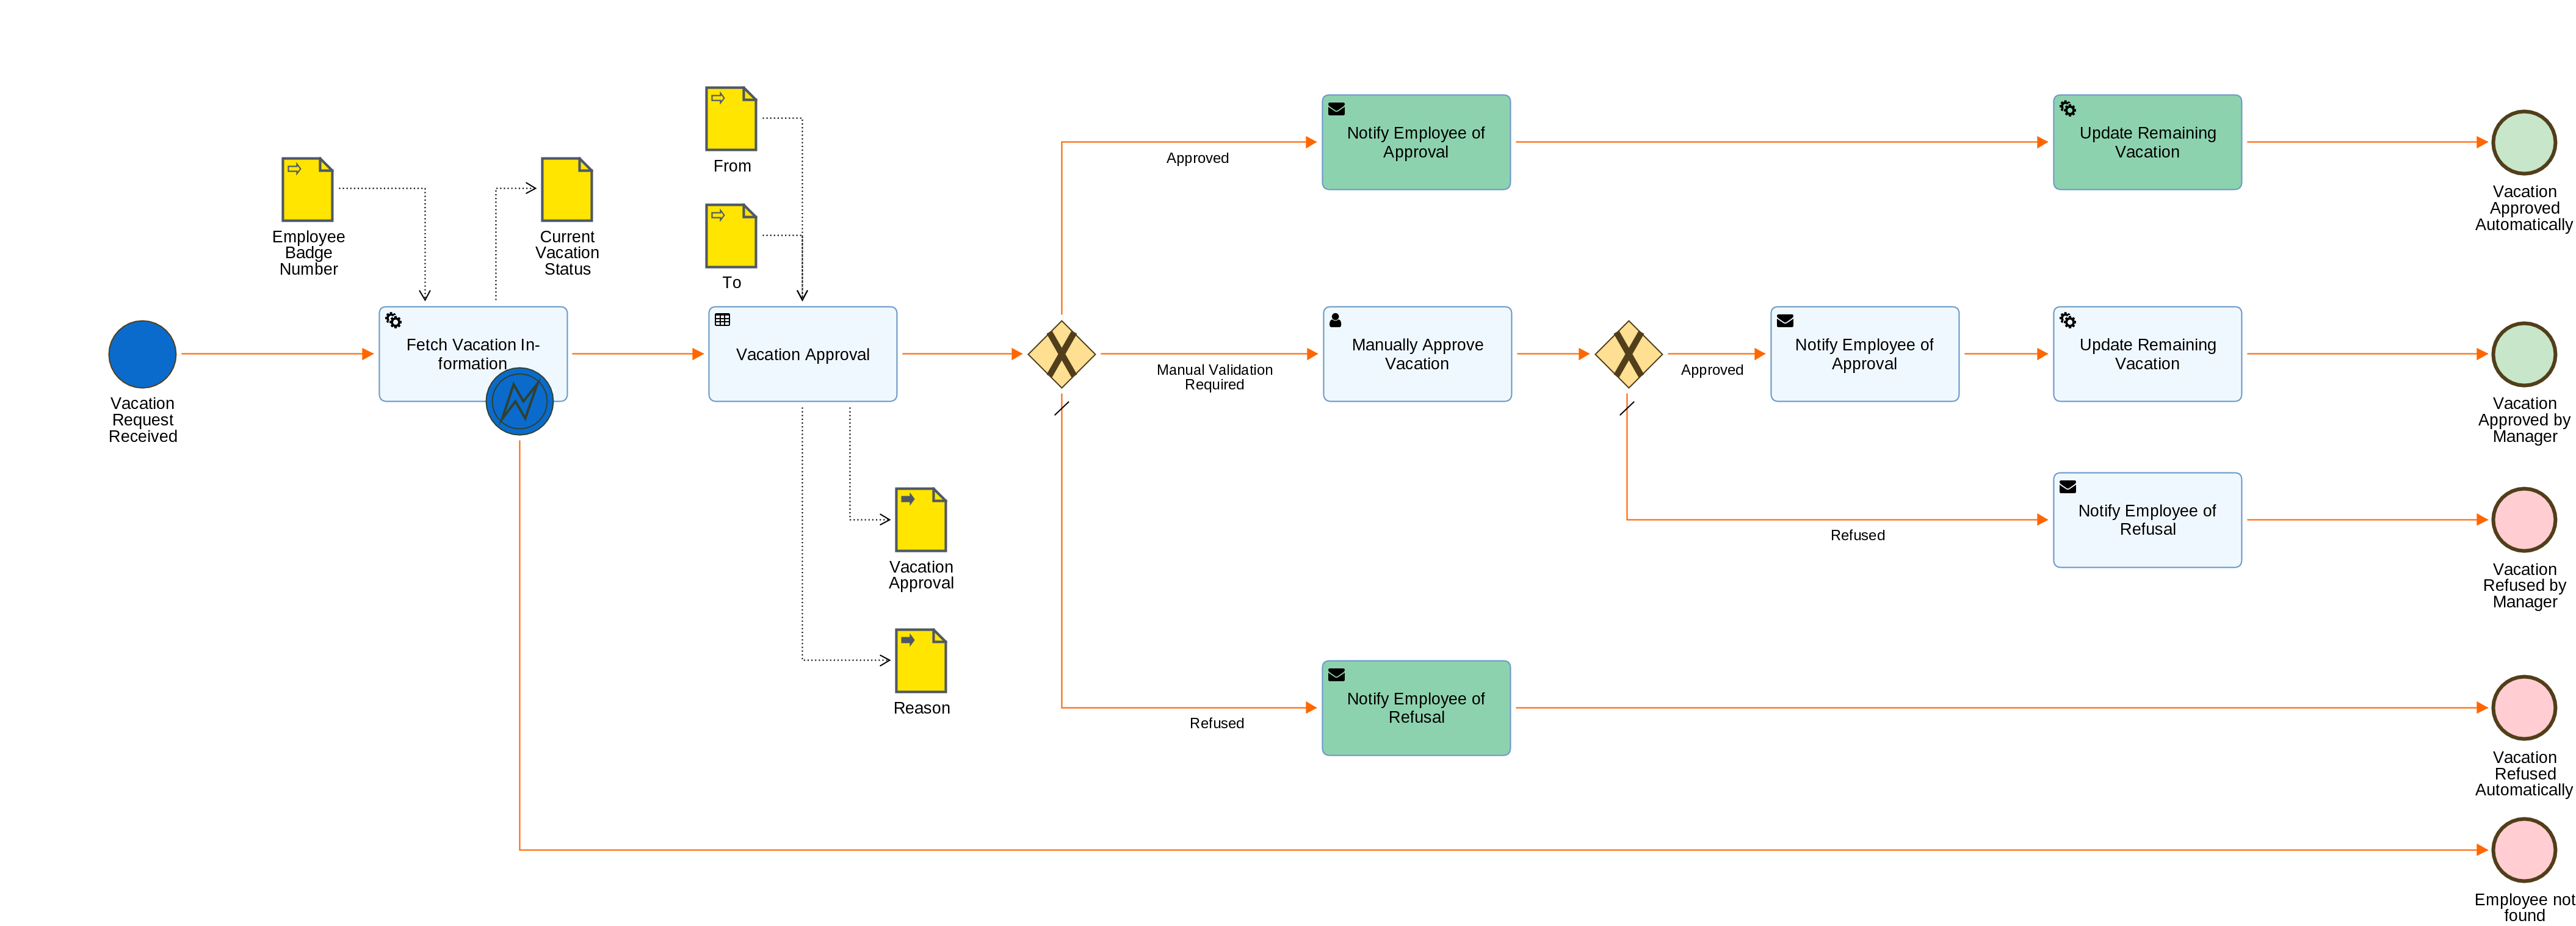 From
To
Employee
Badge
Number
Current
Vacation
Status
Vacation
Request
Received
Fetch Vacation In-
formation
Vacation Approval
Vacation
Approval
Reason
Approved
Notify Employee of
Approval
Update Remaining
Vacation
Vacation
Approved
Automatically
Manual Validation
Required
Manually Approve
Vacation
Approved
Notify Employee of
Approval
Update Remaining
Vacation
Vacation
Approved by
Manager
Refused
Notify Employee of
Refusal
Vacation
Refused by
Manager
Refused
Notify Employee of
Refusal
Vacation
Refused
Automatically
Employee not
found